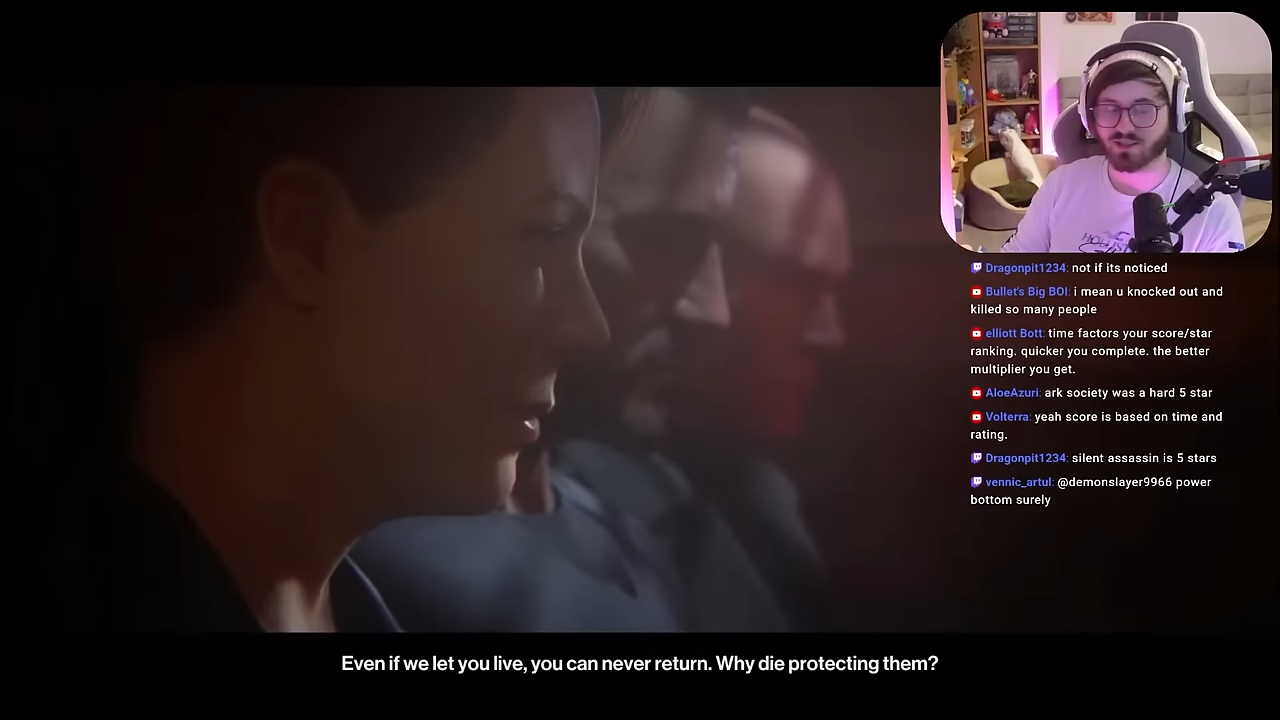 Dragonpit1234: not if its noticed
Bullet's Big BOI: i mean u knocked out and
killed so many people
elliott Bott: time factors your score/star
ranking. quicker you complete. the better
multiplier you get.
AloeAzuri: ark society was a hard 5 star
Volterra: yeah score is based on time and
rating.
Dragonpit1234: silent assassin is 5 stars
vennic_artul: @demonslayer9966 power
bottom surely
Even if we let you live, you can never return. Why die protecting them?